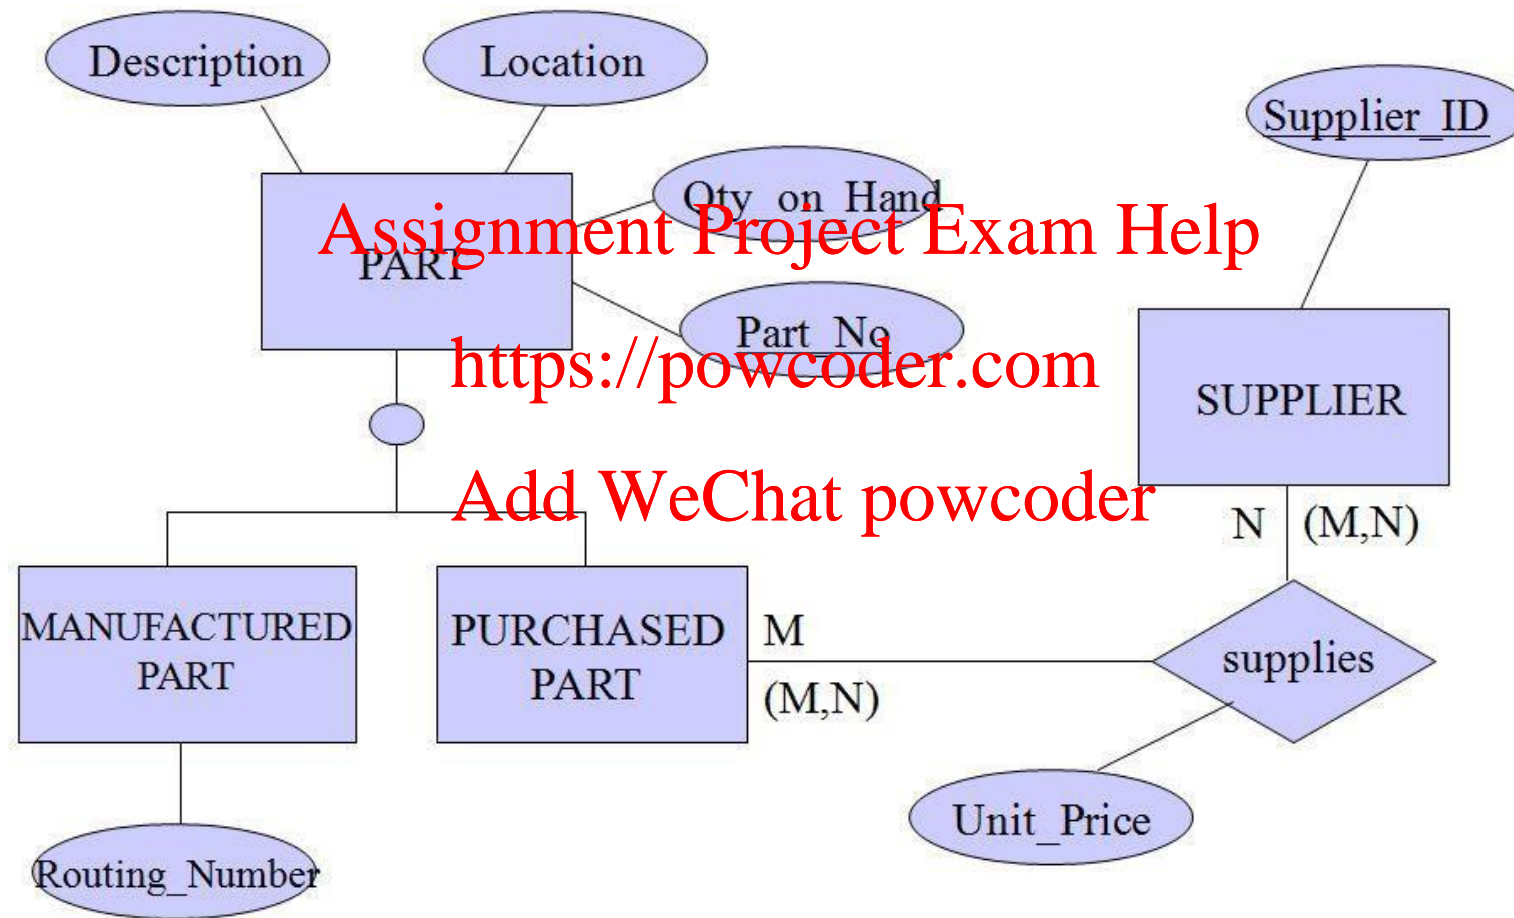 Description
Location
Supplier_ID
Qty_on_Hand
Assignment Project Exam Help
PART
Part_No
https://powcoder.com
SUPPLIER
Add WeChat powcoder
N (M,N)
MANUFACTURED
PART
PURCHASED
PART
M
(M,N)
supplies
Unit_Price
Routing_Number